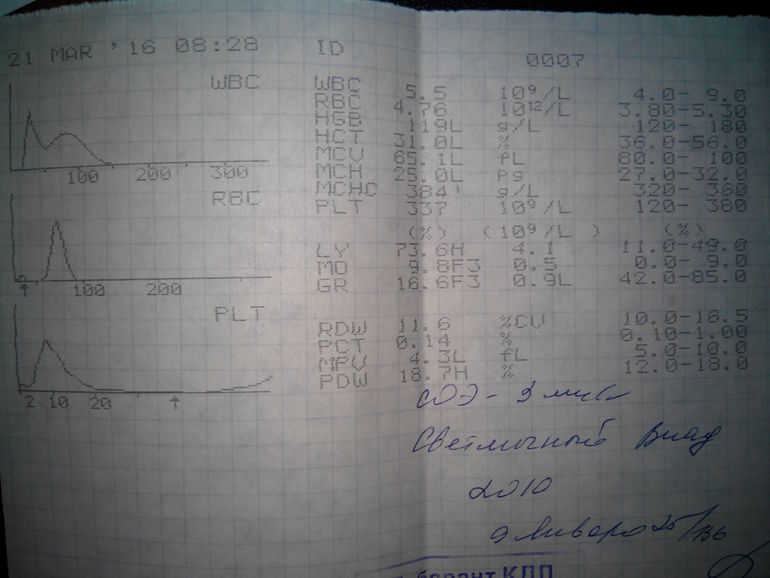 21 MAR '16 08:28 ID 0007
WBC WBC 5.5 10⁹/L 4.0- 9.0
RBC 4.76 10¹²/L 3.80-5.30
HGB 119L g/L 120- 180
HCT 31.0L % 36.0-56.0
MCV 65.1L fL 80.0- 100
MCH 25.0L Pg 27.0-32.0
MCHC 384! g/L 320- 360
PLT 337 10⁹/L 120- 380
100 200 300
RBC
(%) (10⁹/L ) (%)
LY 73.6H 4.1 11.0-49.0
MO 9.8F3 0.5 0.0- 9.0
GR 16.6F3 0.9L 42.0-85.0
100 200
PLT
RDW 11.6 %CV 10.0-16.5
PCT 0.14 % 0.10-1.00
MPV 4.3L fL 5.0-10.0
PDW 18.7H % 12.0-18.0
2 10 20
СОЭ -
Влад
2010
9 Января
КДЛ